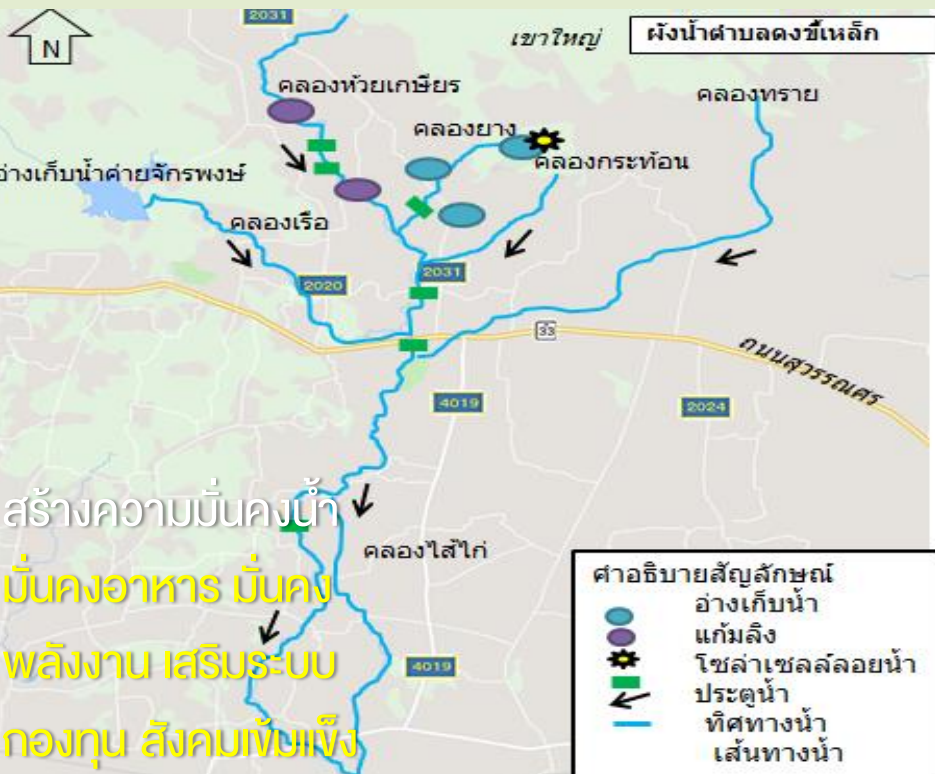 2031
N
เขาใหญ่
ผังน้ำตำบลดงขี้เหล็ก
คลองห้วยเกษียร
คลองทราย
คลองยาง
คลองกระท้อน
อ่างเก็บน้ำค่ายจักรพงษ์
คลองเรือ
2031
2020
33
ถนนสุวรรณศร
4019
2024
สร้างความมั่นคงน้ำ
มั่นคงอาหาร มั่นคง
พลังงาน เสริมระบบ
กองทุน สังคมเข้มแข็ง
คลองไส้ไก่
4019
คำอธิบายสัญลักษณ์
อ่างเก็บน้ำ
แก้มลิง
โซล่าเซลล์ลอยน้ำ
ประตูน้ำ
ทิศทางน้ำ
เส้นทางน้ำ